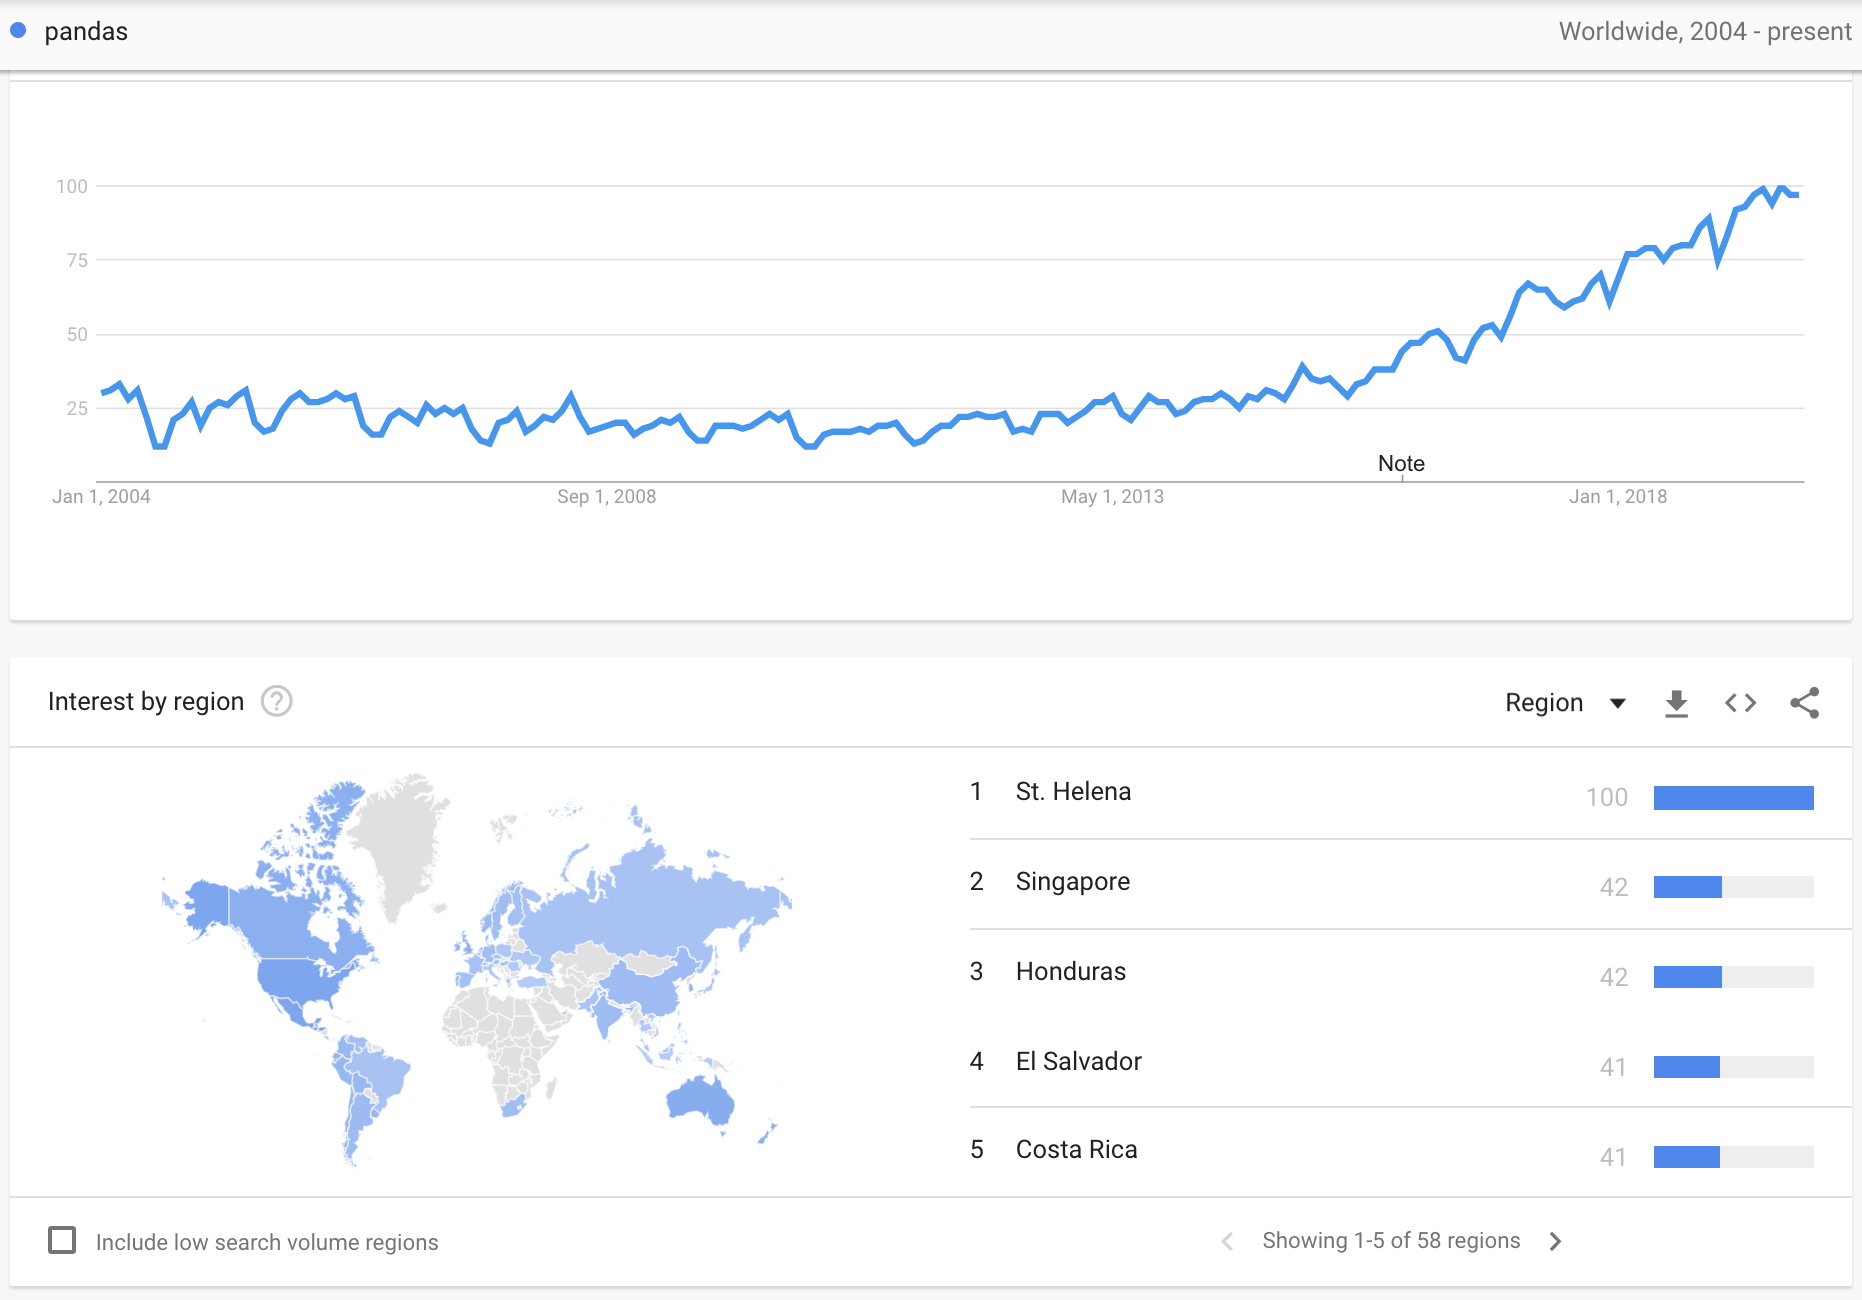 pandas
Worldwide, 2004 - present
100
75
50
25
Note
Jan 1, 2004
Sep 1, 2008
May 1, 2013
Jan 1, 2018
Interest by region ?
Region
1 St. Helena 100
2 Singapore 42
3 Honduras 42
4 El Salvador 41
5 Costa Rica 41
Include low search volume regions
Showing 1-5 of 58 regions